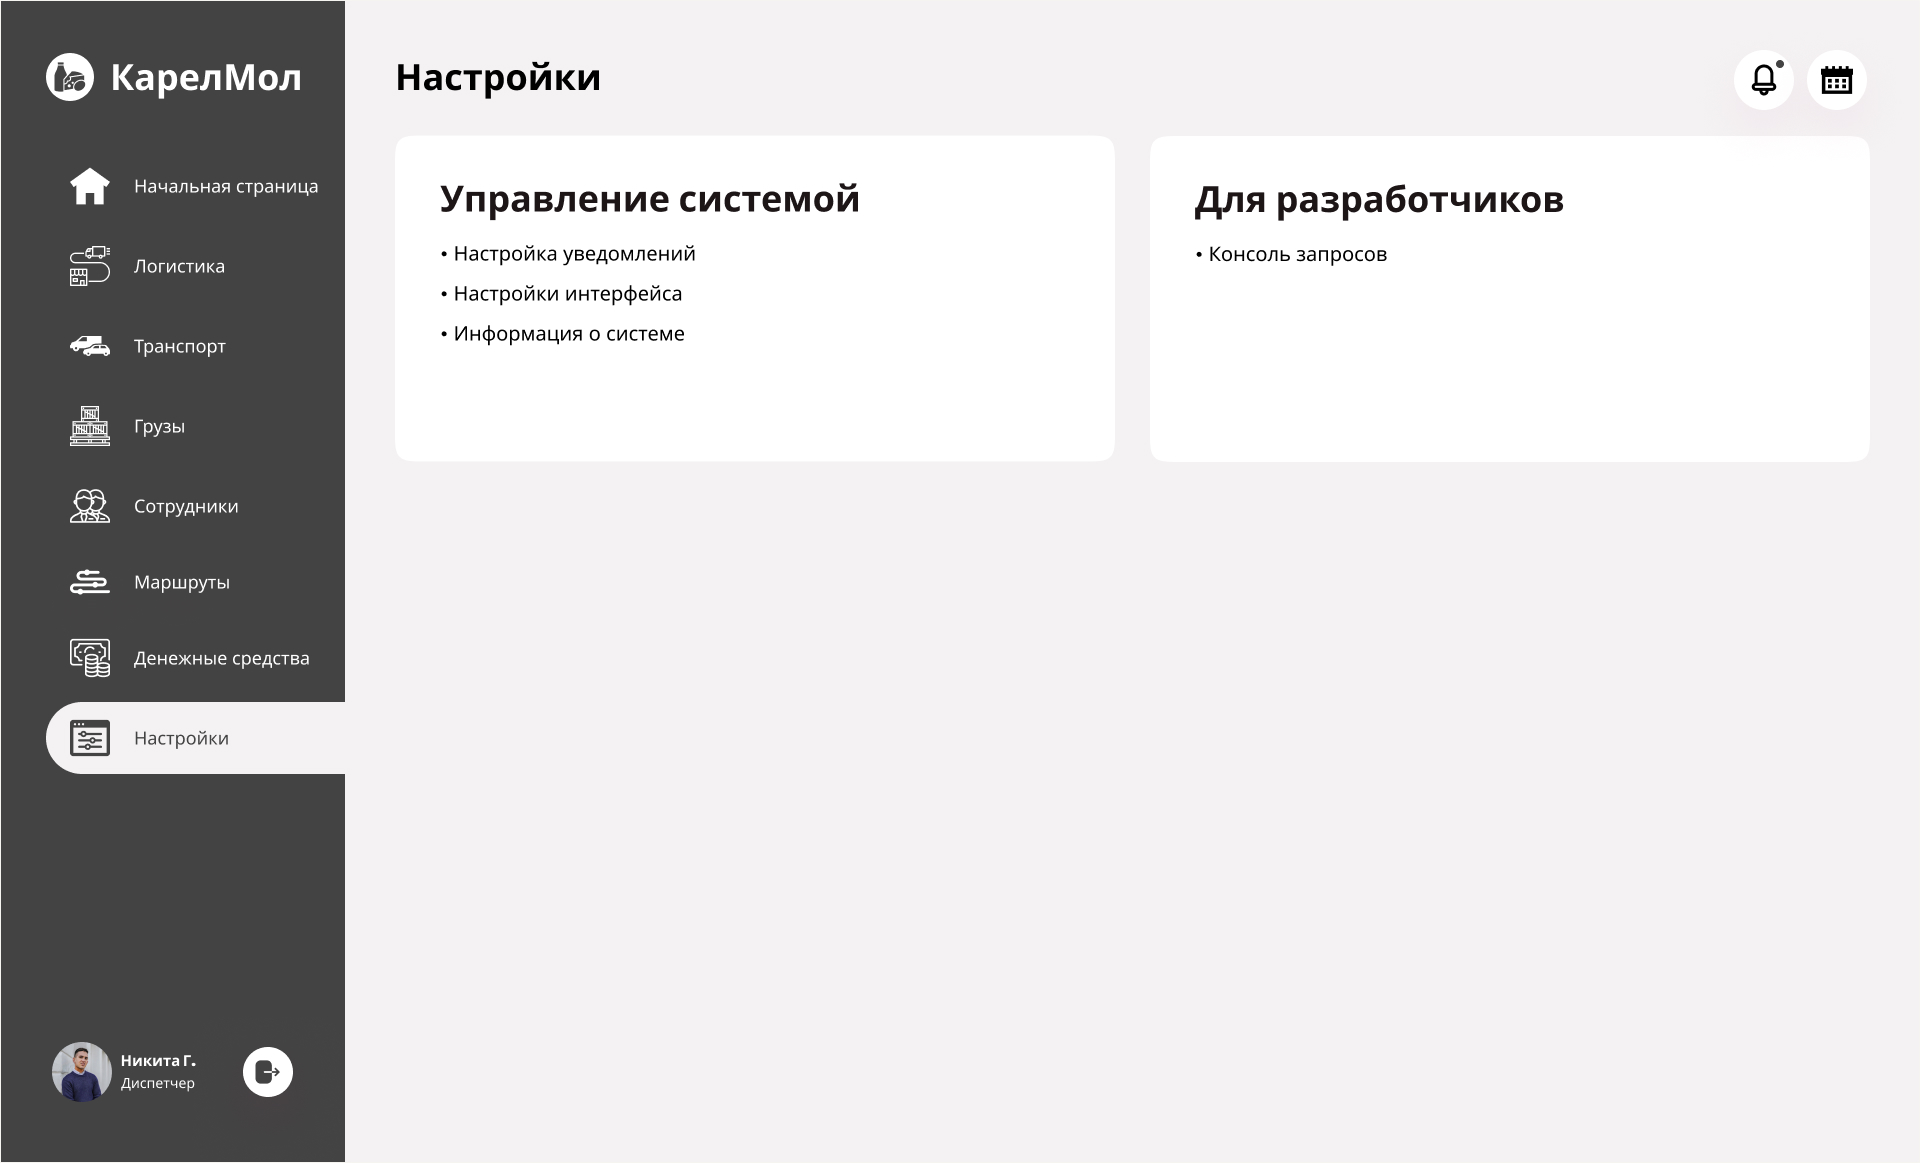 КарелМол
Начальная страница
Логистика
Транспорт
Грузы
Сотрудники
Маршруты
Денежные средства
Настройки
Никита Г.
Диспетчер
Настройки
Управление системой
• Настройка уведомлений
• Настройки интерфейса
• Информация о системе
Для разработчиков
• Консоль запросов